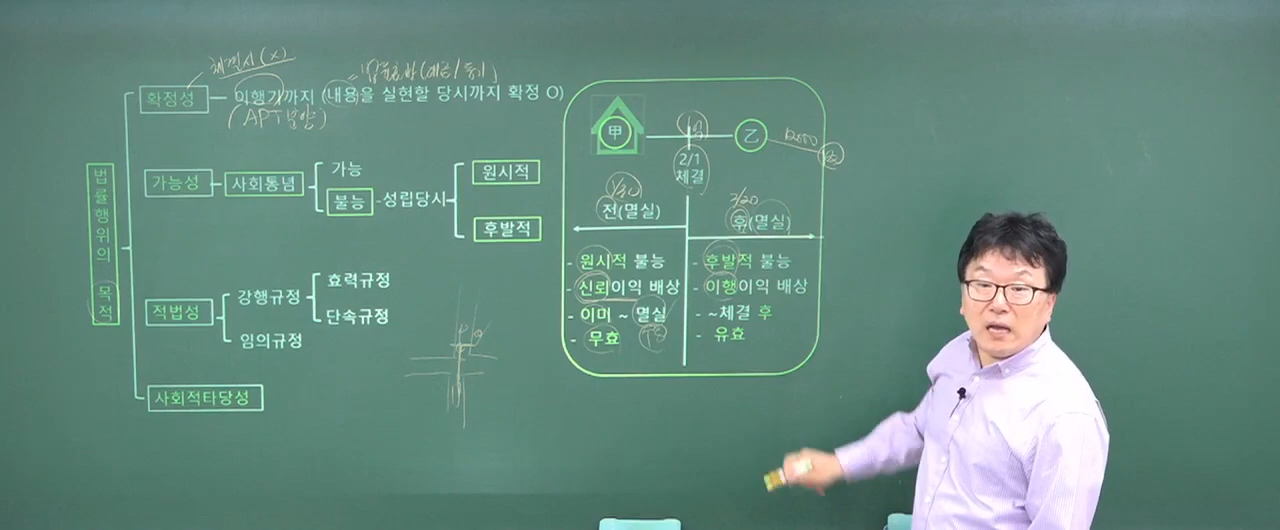 체결시(X)
확정성 - 이행기까지 (내용을 실현할 당시까지 확정 O)
(APT분양)
법률행위의 목적
가능성 - 사회통념
가능
불능 - 성립당시
원시적
후발적
적법성
강행규정
효력규정
단속규정
임의규정
사회적타당성
甲
乙
2/1
체결
전(멸실)
후(멸실)
- 원시적 불능
- 신뢰이익 배상
- 이미 ~ 멸실
- 무효
- 후발적 불능
- 이행이익 배상
- ~체결 후
- 유효